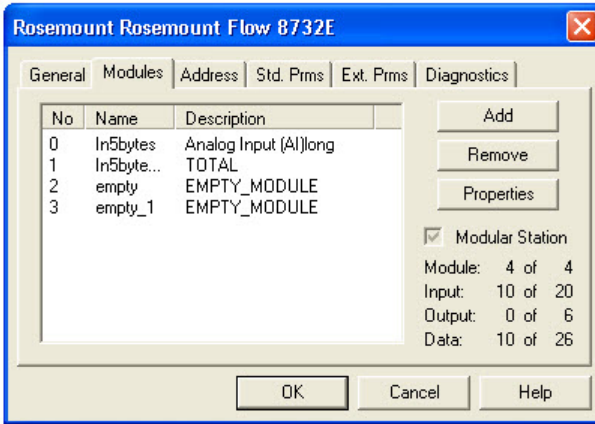 Rosemount Rosemount Flow 8732E
General Modules Address Std. Prms Ext. Prms Diagnostics
No Name Description
0 In5bytes Analog Input (AI)long
1 In5byte... TOTAL
2 empty EMPTY_MODULE
3 empty_1 EMPTY_MODULE
Add
Remove
Properties
Modular Station
Module: 4 of 4
Input: 10 of 20
Output: 0 of 6
Data: 10 of 26
OK Cancel Help